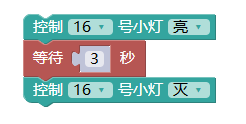 控制 16 号小灯 亮
等待 3 秒
控制 16 号小灯 灭